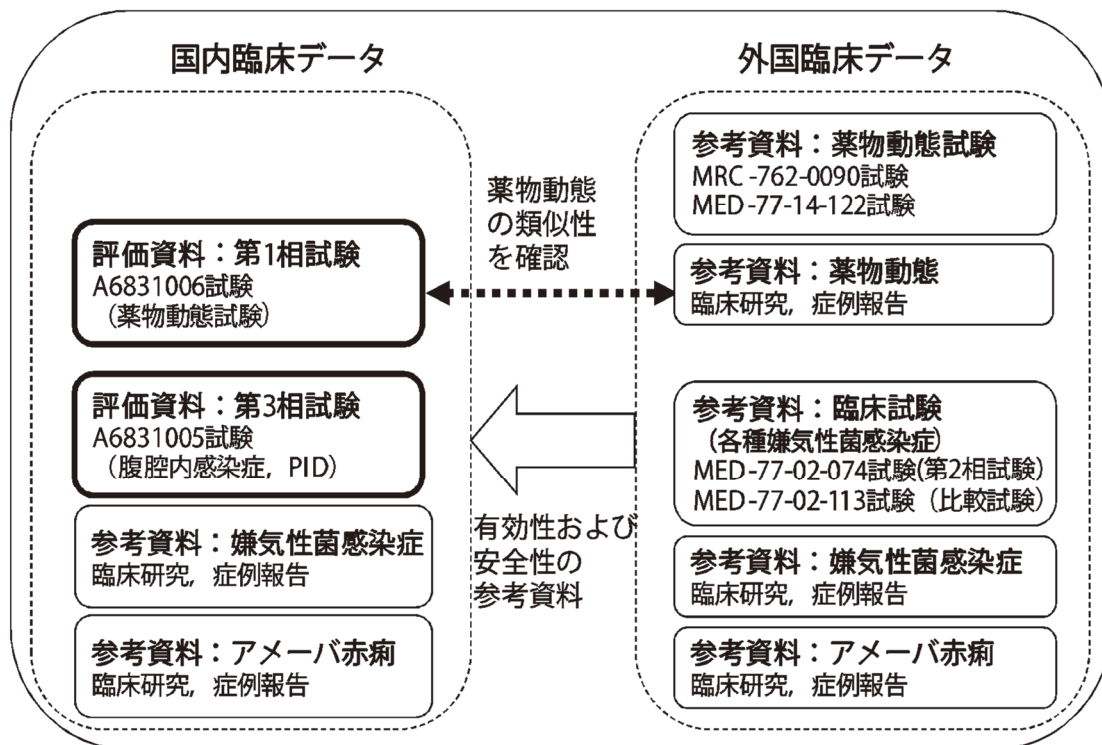 国内臨床データ
評価資料：第1相試験
A6831006試験
（薬物動態試験）
評価資料：第3相試験
A6831005試験
（腹腔内感染症，PID）
参考資料：嫌気性菌感染症
臨床研究，症例報告
参考資料：アメーバ赤痢
臨床研究，症例報告
薬物動態
の類似性
を確認
有効性および
安全性の
参考資料
外国臨床データ
参考資料：薬物動態試験
MRC-762-0090試験
MED-77-14-122試験
参考資料：薬物動態
臨床研究，症例報告
参考資料：臨床試験
（各種嫌気性菌感染症）
MED-77-02-074試験(第2相試験)
MED-77-02-113試験（比較試験）
参考資料：嫌気性菌感染症
臨床研究，症例報告
参考資料：アメーバ赤痢
臨床研究，症例報告